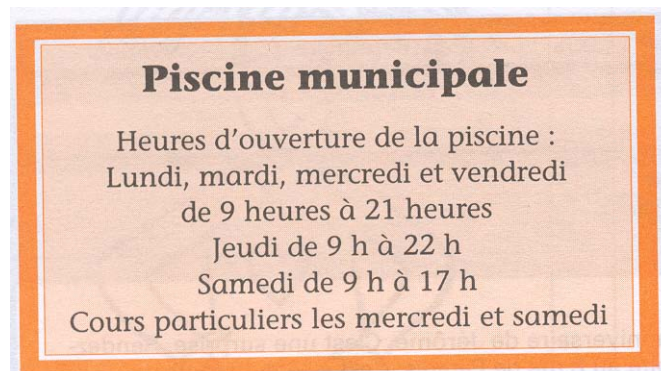 Piscine municipale
Heures d'ouverture de la piscine :
Lundi, mardi, mercredi et vendredi
de 9 heures à 21 heures
Jeudi de 9 h à 22 h
Samedi de 9 h à 17 h
Cours particuliers les mercredi et samedi